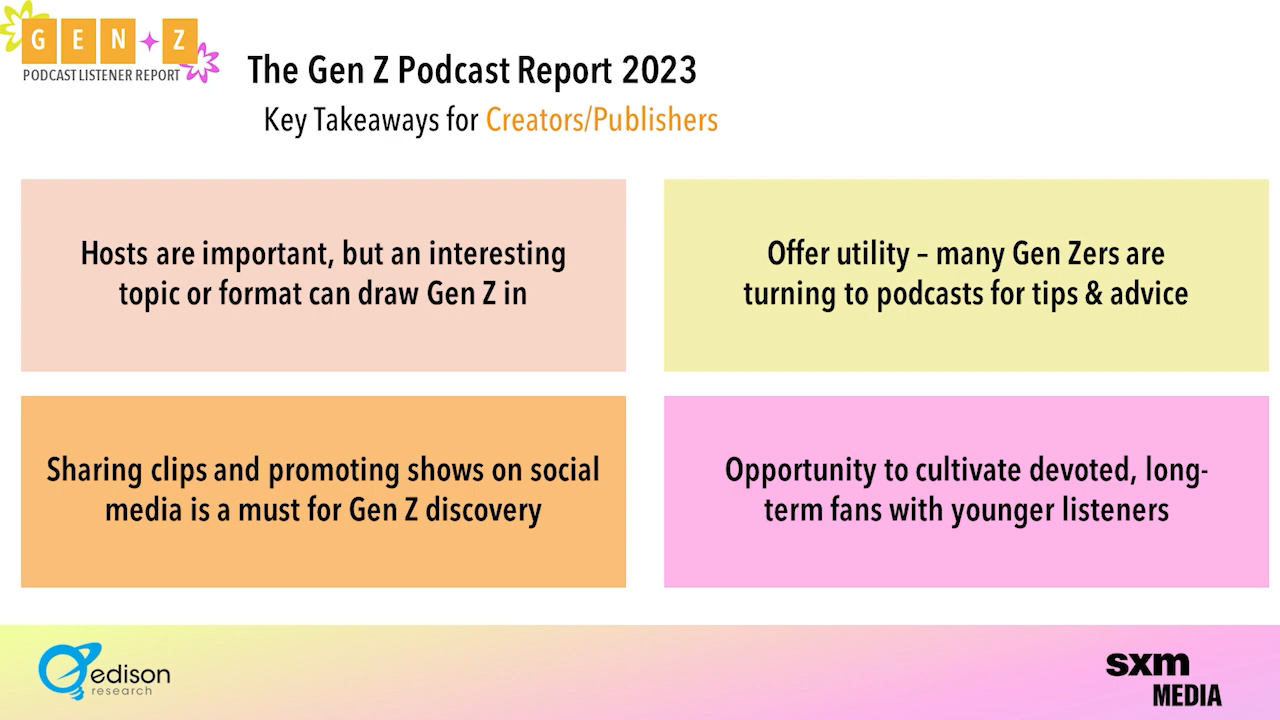 GEN Z
PODCAST LISTENER REPORT
The Gen Z Podcast Report 2023
Key Takeaways for Creators/Publishers
Hosts are important, but an interesting
topic or format can draw Gen Z in
Offer utility – many Gen Zers are
turning to podcasts for tips & advice
Sharing clips and promoting shows on social
media is a must for Gen Z discovery
Opportunity to cultivate devoted, long-
term fans with younger listeners
edison
research
sxm
MEDIA